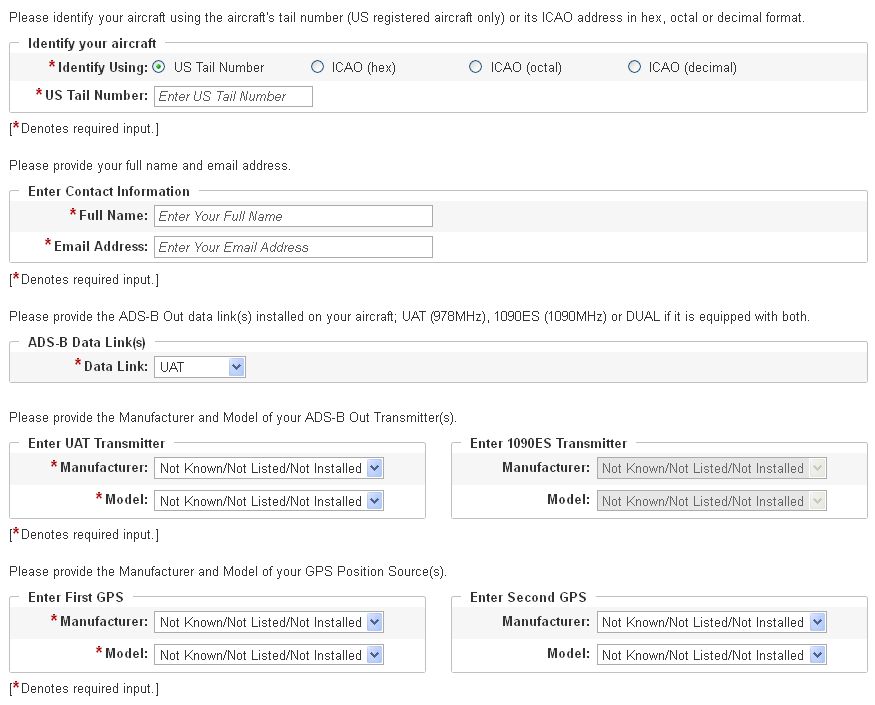 Please identify your aircraft using the aircraft's tail number (US registered aircraft only) or its ICAO address in hex, octal or decimal format.
Identify your aircraft
*Identify Using: US Tail Number ICAO (hex) ICAO (octal) ICAO (decimal)
*US Tail Number: Enter US Tail Number
[*Denotes required input.]
Please provide your full name and email address.
Enter Contact Information
*Full Name: Enter Your Full Name
*Email Address: Enter Your Email Address
[*Denotes required input.]
Please provide the ADS-B Out data link(s) installed on your aircraft; UAT (978MHz), 1090ES (1090MHz) or DUAL if it is equipped with both.
ADS-B Data Link(s)
*Data Link: UAT
Please provide the Manufacturer and Model of your ADS-B Out Transmitter(s).
Enter UAT Transmitter Enter 1090ES Transmitter
*Manufacturer: Not Known/Not Listed/Not Installed Manufacturer: Not Known/Not Listed/Not Installed
*Model: Not Known/Not Listed/Not Installed Model: Not Known/Not Listed/Not Installed
[*Denotes required input.]
Please provide the Manufacturer and Model of your GPS Position Source(s).
Enter First GPS Enter Second GPS
*Manufacturer: Not Known/Not Listed/Not Installed Manufacturer: Not Known/Not Listed/Not Installed
*Model: Not Known/Not Listed/Not Installed Model: Not Known/Not Listed/Not Installed
[*Denotes required input.]